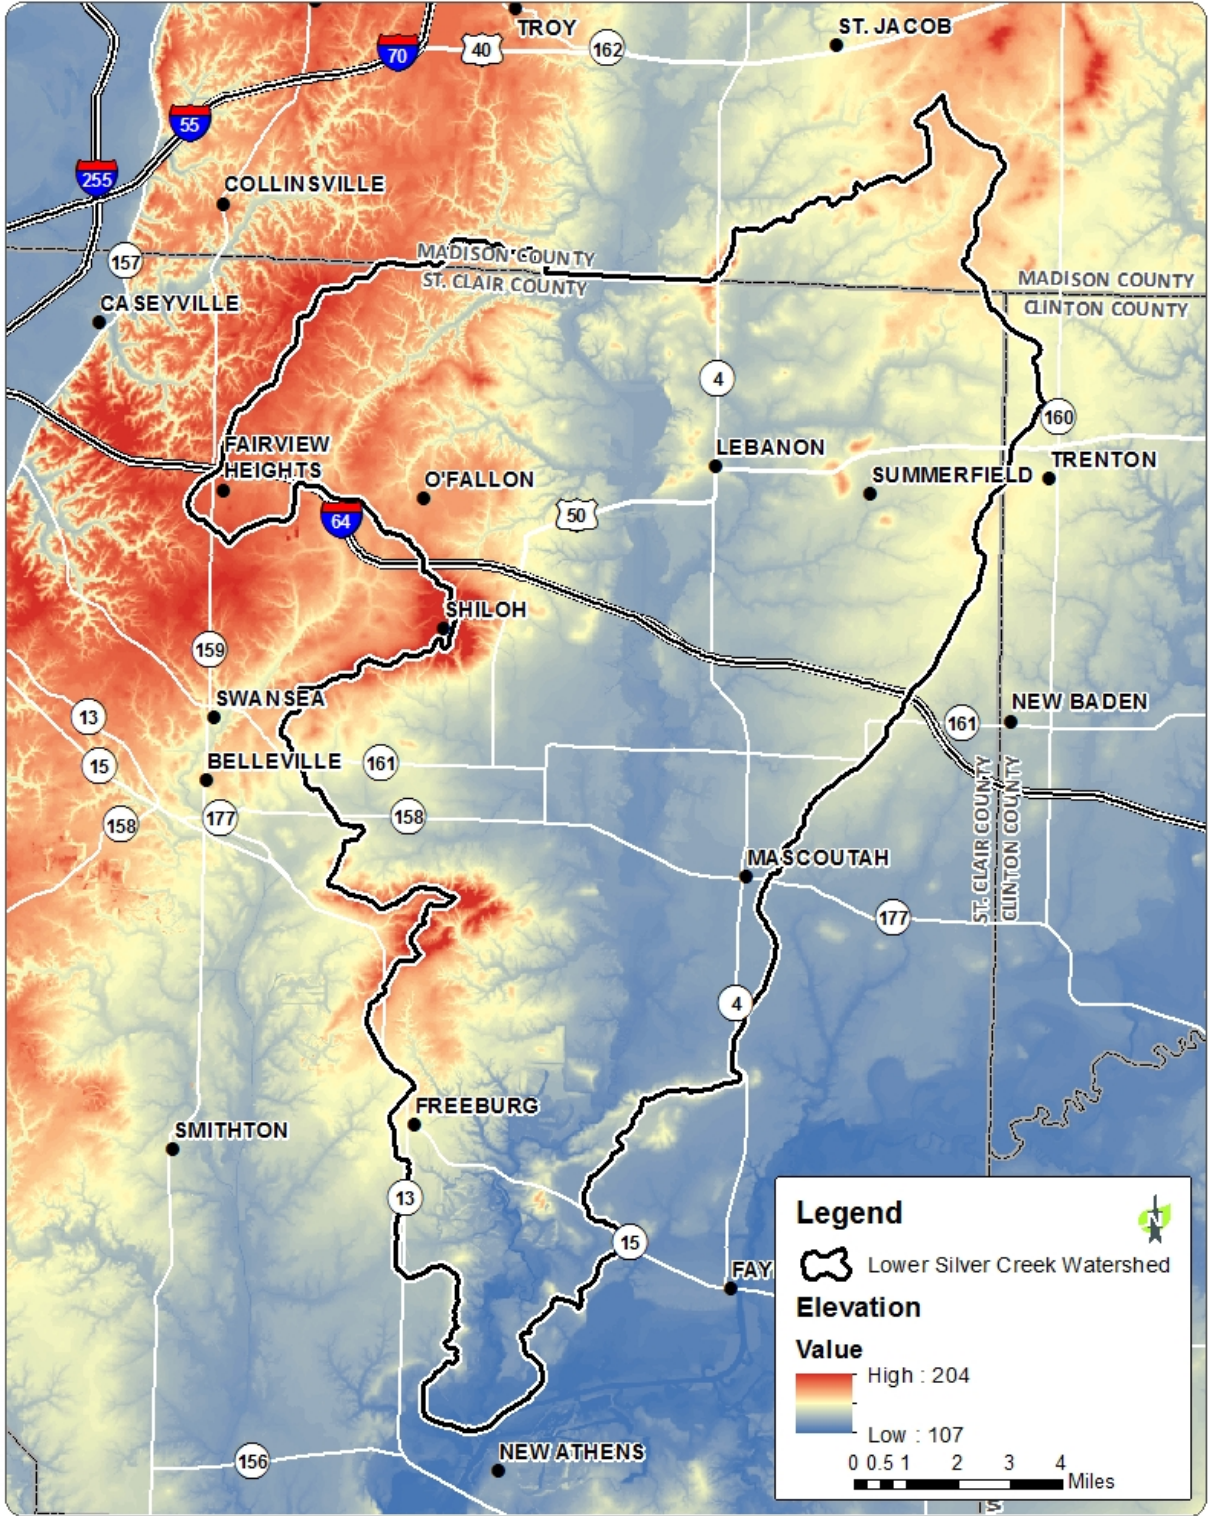 TROY
ST. JACOB
70
40
162
55
255
COLLINSVILLE
157
MADISON COUNTY
ST. CLAIR COUNTY
MADISON COUNTY
CLINTON COUNTY
CASEYVILLE
4
160
FAIRVIEW
HEIGHTS
LEBANON
O'FALLON
SUMMERFIELD
TRENTON
50
64
SHILOH
159
SWANSEA
13
NEW BADEN
161
15
BELLEVILLE
161
158
177
158
ST. CLAIR COUNTY
CLINTON COUNTY
MASCOUTAH
177
4
FREEBURG
SMITHTON
13
15
FAY
NEW ATHENS
156
Legend
N
Lower Silver Creek Watershed
Elevation
Value
High : 204
Low : 107
0 0.5 1 2 3 4
Miles